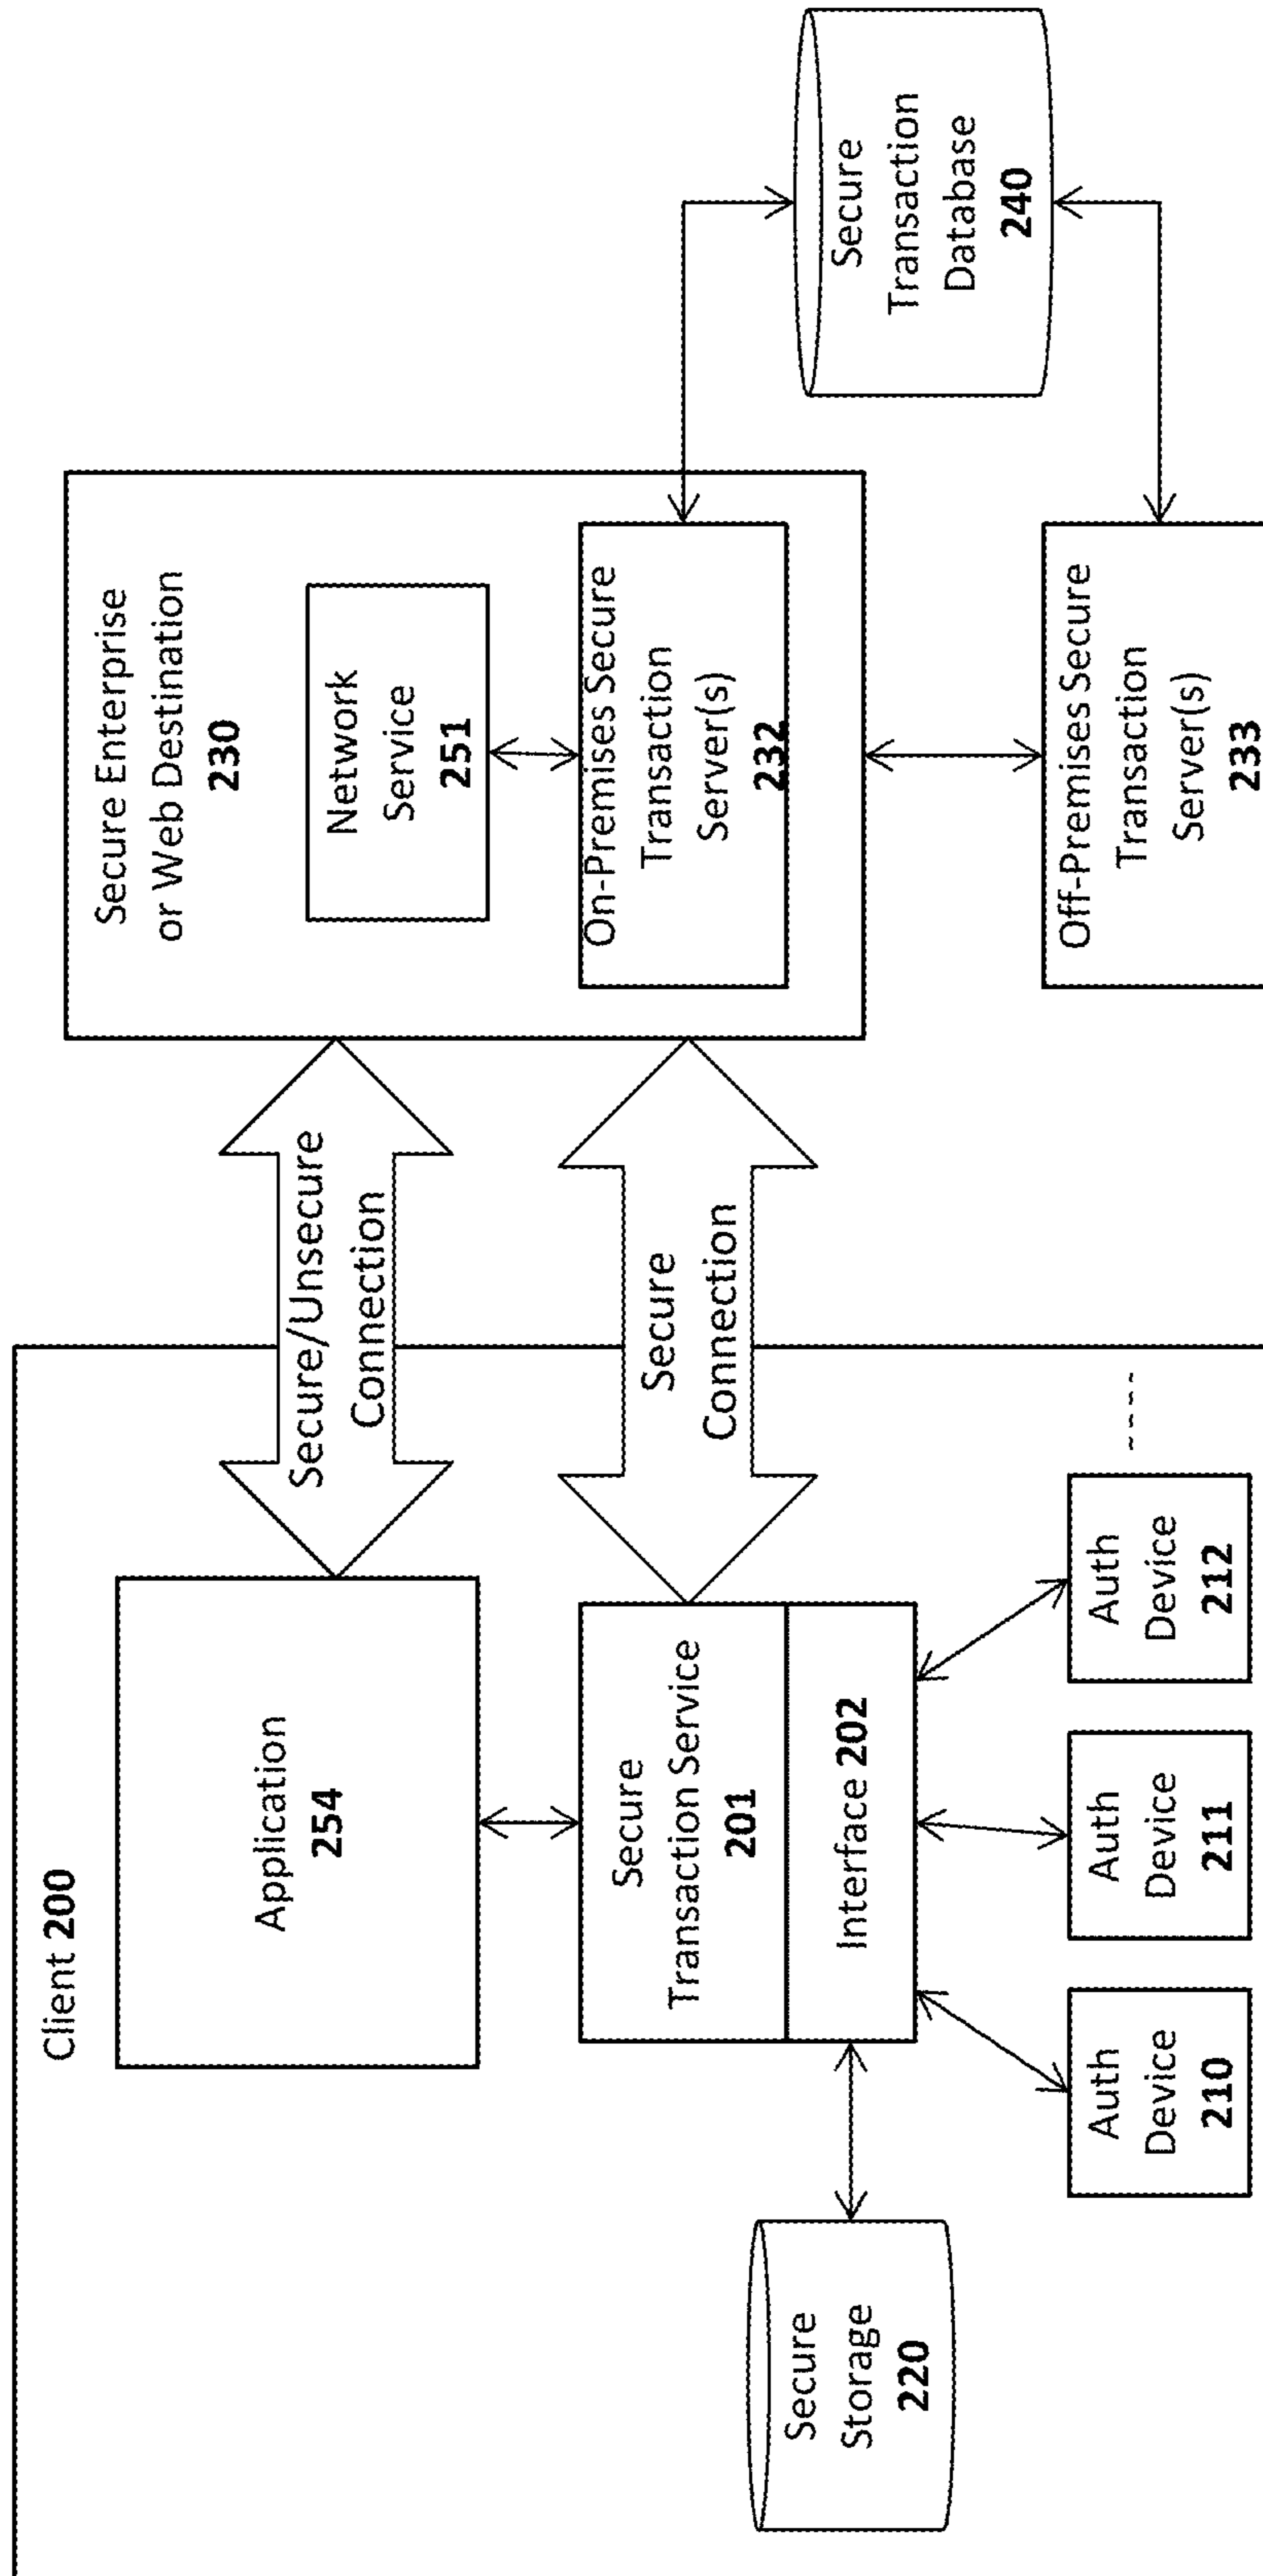 Client 200
Application
254
Secure
Transaction Service
201
Interface 202
Secure
Storage
220
Auth
Device
210
Auth
Device
211
Auth
Device
212
Secure/Unsecure
Connection
Secure
Connection
Secure Enterprise
or Web Destination
230
Network
Service
251
On-Premises Secure
Transaction
Server(s)
232
Off-Premises Secure
Transaction
Server(s)
233
Secure
Transaction
Database
240